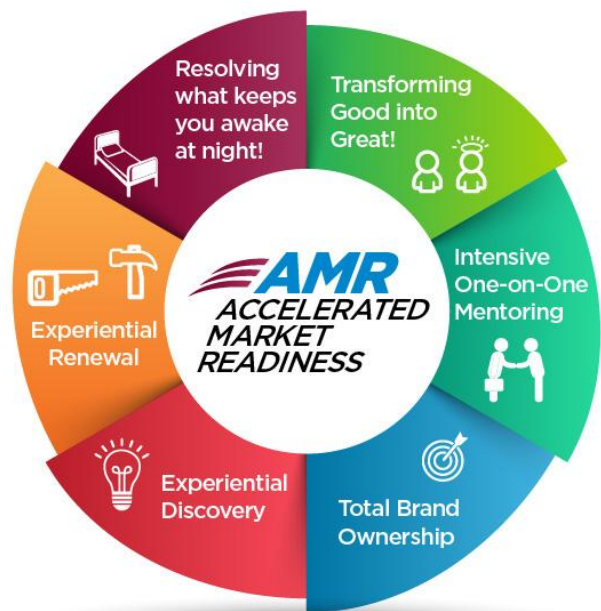 Resolving
what keeps
you awake
at night!
Transforming
Good into
Great!
Intensive
One-on-One
Mentoring
Total Brand
Ownership
Experiential
Discovery
Experiential
Renewal
AMR
ACCELERATED
MARKET
READINESS